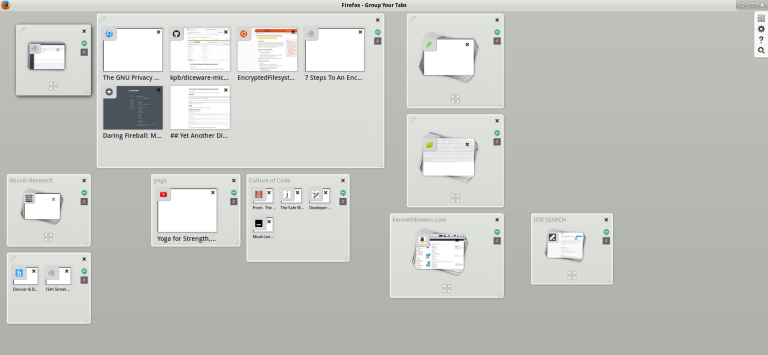 Firefox - Group Your Tabs
The GNU Privacy ...
kpb/diceware-mic...
EncryptedFilesyst...
7 Steps To An Enc...
Daring Fireball: M...
## Yet Another Di...
Bitcoin Research
yoga
Yoga for Strength,...
Culture of Code
Front - The ...
The Safe W...
Developer ...
Micah Lee ...
kennethbowen.com
JOB SEARCH
Denver & B...
16th Street ...
?